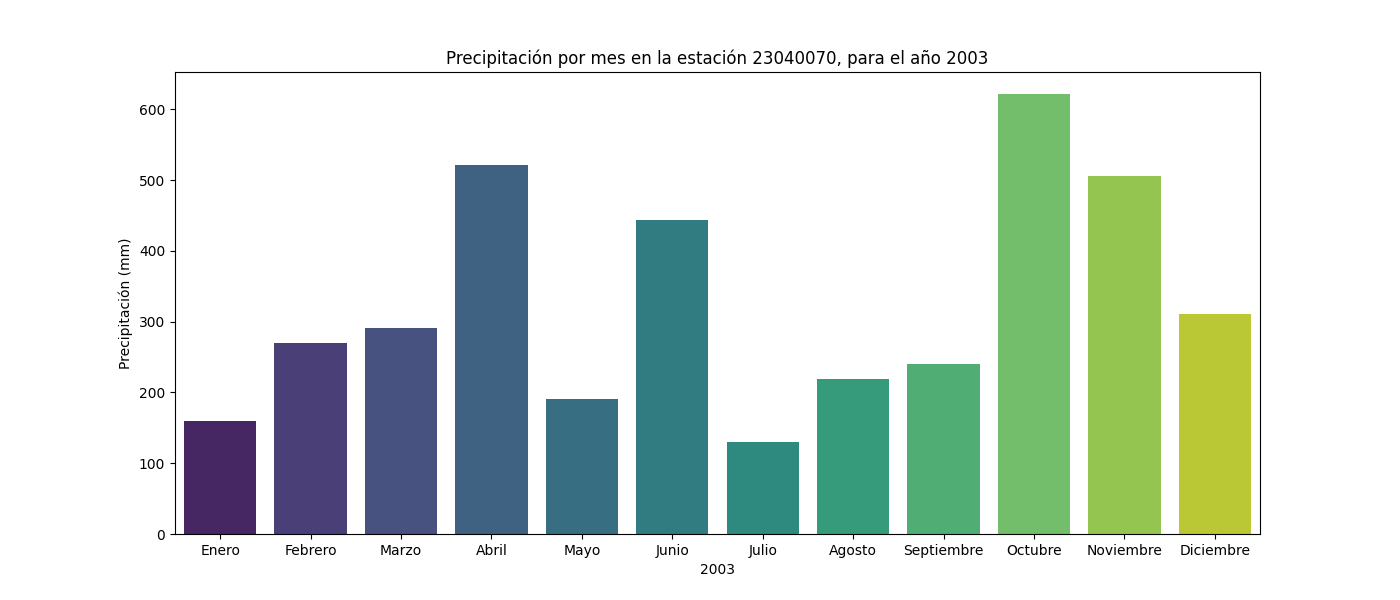 Precipitación por mes en la estación 23040070, para el año 2003
Precipitación (mm)
600
500
400
300
200
100
0
Enero Febrero Marzo Abril Mayo Junio Julio Agosto Septiembre Octubre Noviembre Diciembre
2003